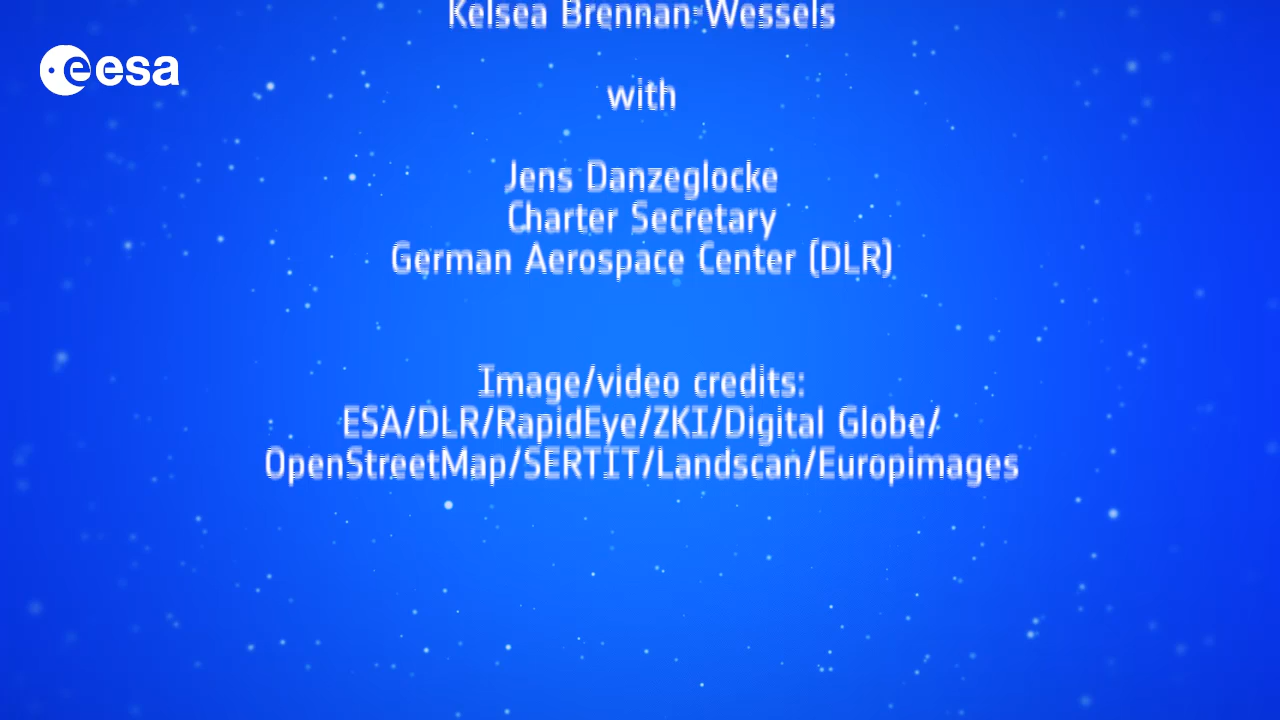 Kelsea Brennan-Wessels
esa
with
Jens Danzeglocke
Charter Secretary
German Aerospace Center (DLR)
Image/video credits:
ESA/DLR/RapidEye/ZKI/Digital Globe/
OpenStreetMap/SERTIT/Landscan/Europimages